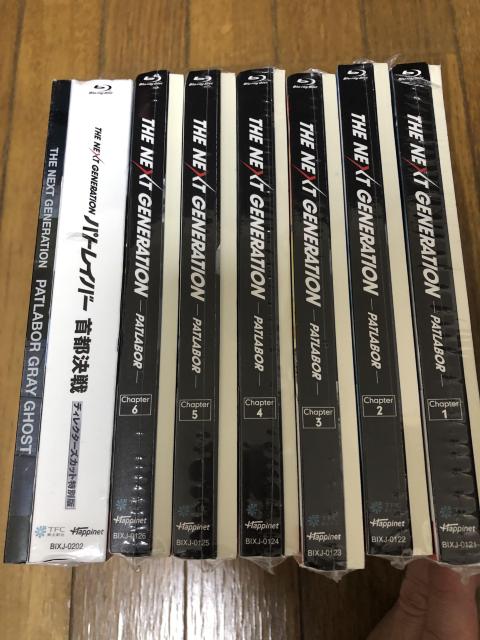 THE NEXT GENERATION PATLABOR GRAY GHOST
Blu-ray Disc
THE NEXT GENERATION パトレイバー 首都決戦
ディレクターズカット特別版
TFC
東北新社
Happinet
BIXJ-0202
Blu-ray Disc
THE NEXT GENERATION
PATLABOR
Chapter
6
Happinet
BIXJ-0126
Blu-ray Disc
THE NEXT GENERATION
PATLABOR
Chapter
5
Happinet
BIXJ-0125
Blu-ray Disc
THE NEXT GENERATION
PATLABOR
Chapter
4
Happinet
BIXJ-0124
Blu-ray Disc
THE NEXT GENERATION
PATLABOR
Chapter
3
Happinet
BIXJ-0123
Blu-ray Disc
THE NEXT GENERATION
PATLABOR
Chapter
2
Happinet
BIXJ-0122
Blu-ray Disc
THE NEXT GENERATION
PATLABOR
Chapter
1
Happinet
BIXJ-0121